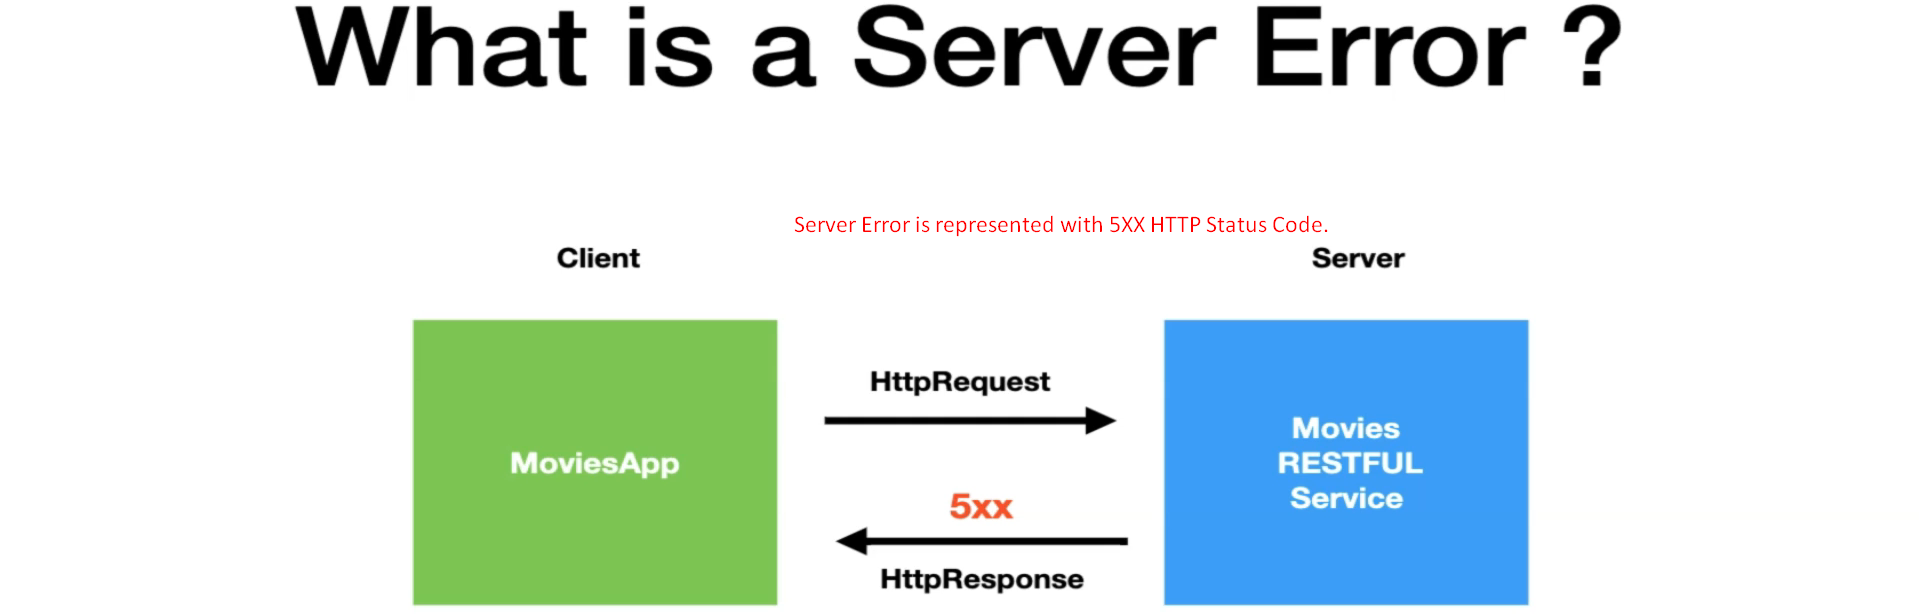 What is a Server Error ?
Server Error is represented with 5XX HTTP Status Code.
Client
Server
HttpRequest
MoviesApp
Movies
RESTFUL
Service
5xx
HttpResponse